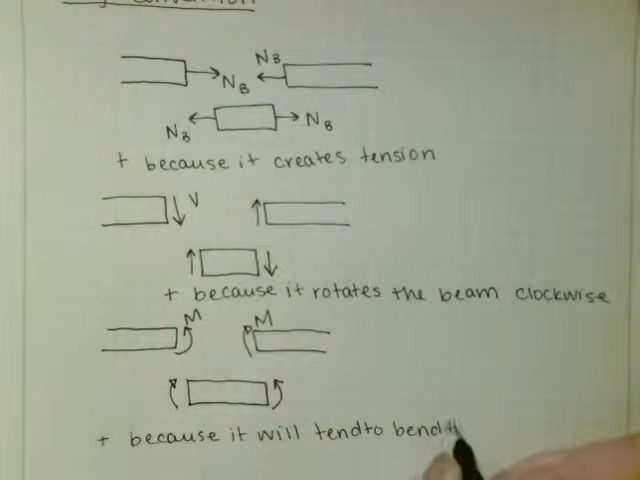 convention
N_B
N_B
N_B
N_B
+ because it creates tension
V
+ because it rotates the beam clockwise
M
M
+ because it will tend to bend